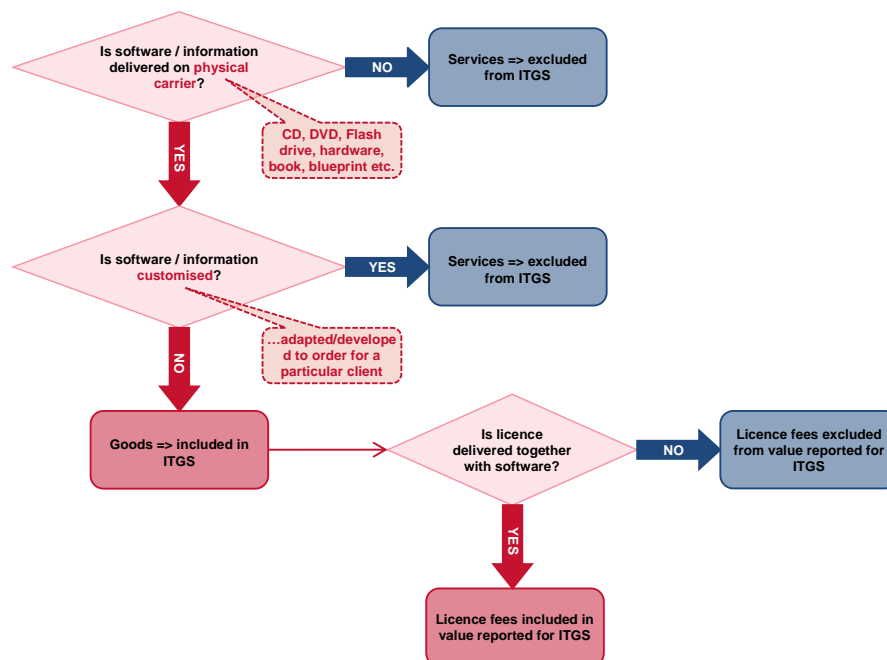 Is software / information
delivered on physical
carrier?
NO
Services => excluded
from ITGS
CD, DVD, Flash
drive, hardware,
book, blueprint etc.
YES
Is software / information
customised?
YES
Services => excluded
from ITGS
…adapted/develope
d to order for a
particular client
NO
Goods => included in
ITGS
Is licence
delivered together
with software?
NO
Licence fees excluded
from value reported for
ITGS
YES
Licence fees included in
value reported for ITGS